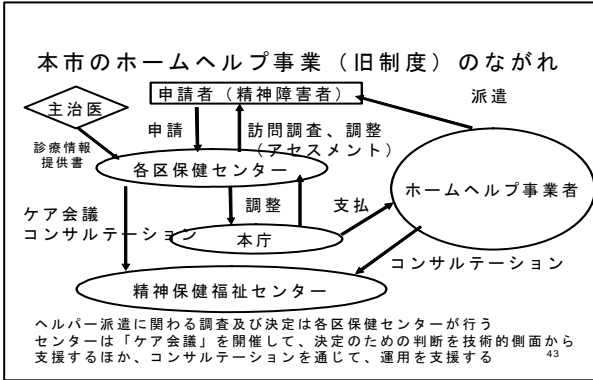 本市のホームヘルプ事業（旧制度）のながれ
申請者（精神障害者）
派遣
主治医
申請
訪問調査、調整
（アセスメント）
診療情報
提供書
各区保健センター
ホームヘルプ事業者
ケア会議
コンサルテーション
調整
支払
本庁
コンサルテーション
精神保健福祉センター
ヘルパー派遣に関わる調査及び決定は各区保健センターが行う
センターは「ケア会議」を開催して、決定のための判断を技術的側面から
支援するほか、コンサルテーションを通じて、運用を支援する
43